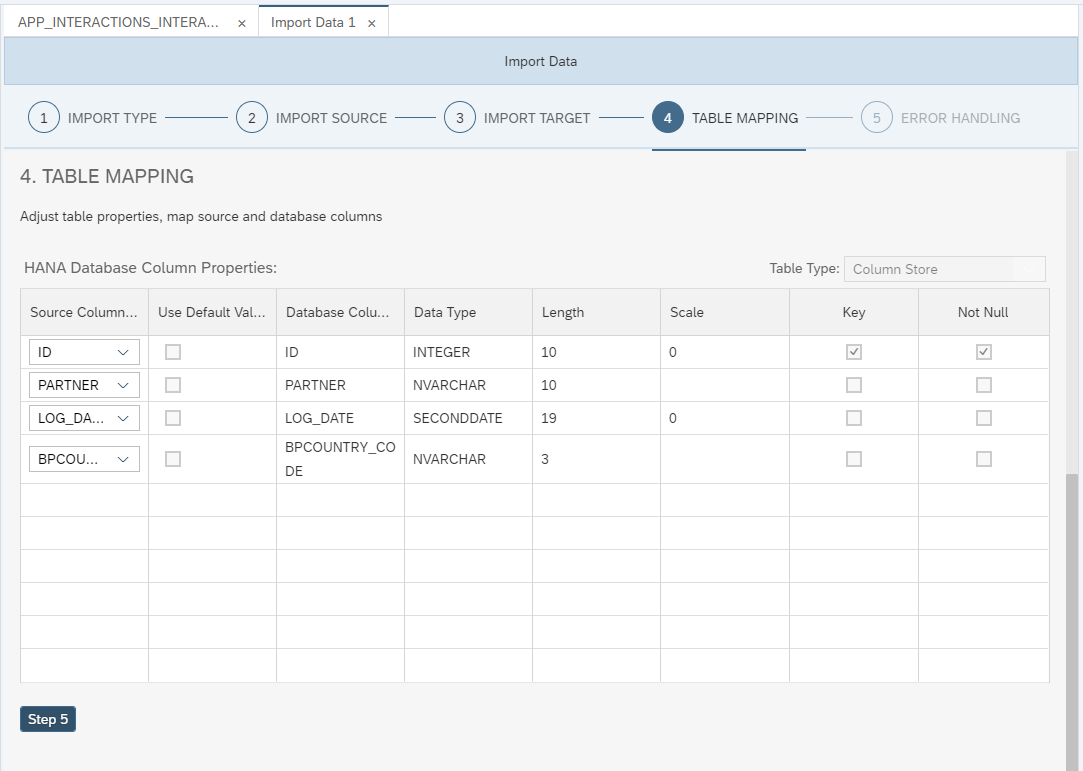 APP_INTERACTIONS_INTERA... × Import Data 1 ×
Import Data
1 IMPORT TYPE 2 IMPORT SOURCE 3 IMPORT TARGET 4 TABLE MAPPING 5 ERROR HANDLING
4. TABLE MAPPING
Adjust table properties, map source and database columns
HANA Database Column Properties: Table Type: Column Store
Source Column... Use Default Val... Database Colu... Data Type Length Scale Key Not Null
ID ID INTEGER 10 0
PARTNER PARTNER NVARCHAR 10
LOG_DA... LOG_DATE SECONDDATE 19 0
BPCOU... BPCOUNTRY_CO NVARCHAR 3
DE
Step 5